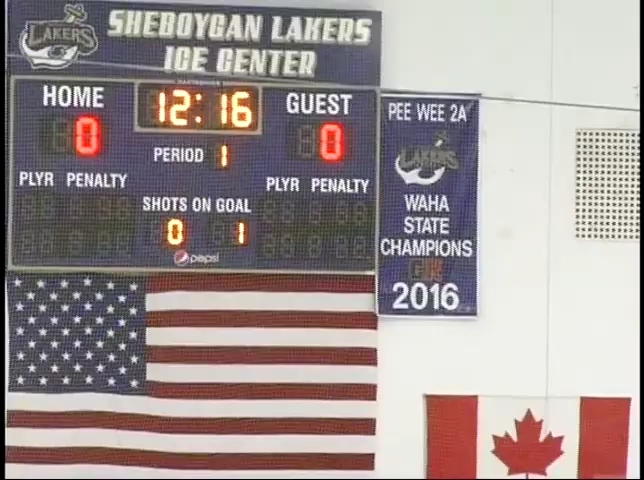 LAKERS
SHEBOYGAN LAKERS
ICE CENTER
HOME
12:16
GUEST
0
0
PERIOD 1
PLYR PENALTY
PLYR PENALTY
SHOTS ON GOAL
0
1
pepsi
PEE WEE 2A
LAKERS
WAHA
STATE
CHAMPIONS
2016